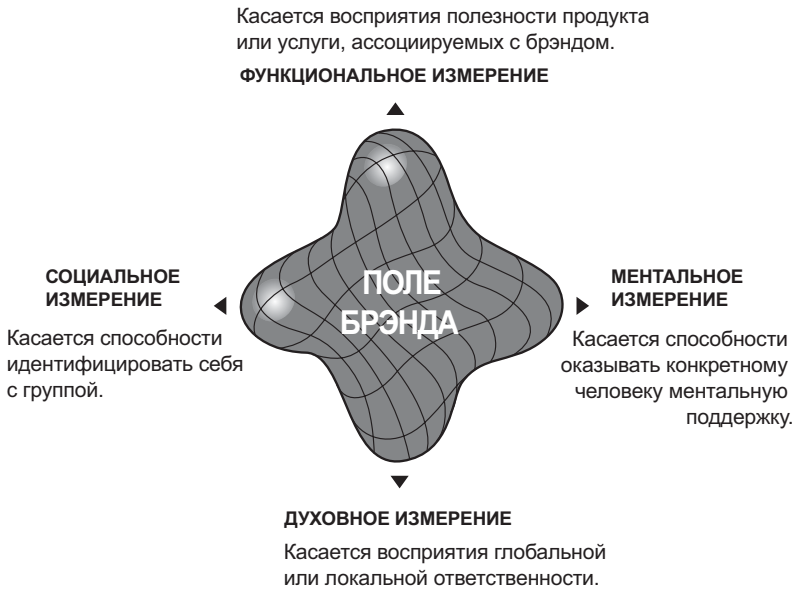 Касается восприятия полезности продукта
или услуги, ассоциируемых с брэндом.
ФУНКЦИОНАЛЬНОЕ ИЗМЕРЕНИЕ
СОЦИАЛЬНОЕ
ИЗМЕРЕНИЕ
Касается способности
идентифицировать себя
с группой.
ПОЛЕ
БРЭНДА
МЕНТАЛЬНОЕ
ИЗМЕРЕНИЕ
Касается способности
оказывать конкретному
человеку ментальную
поддержку.
ДУХОВНОЕ ИЗМЕРЕНИЕ
Касается восприятия глобальной
или локальной ответственности.